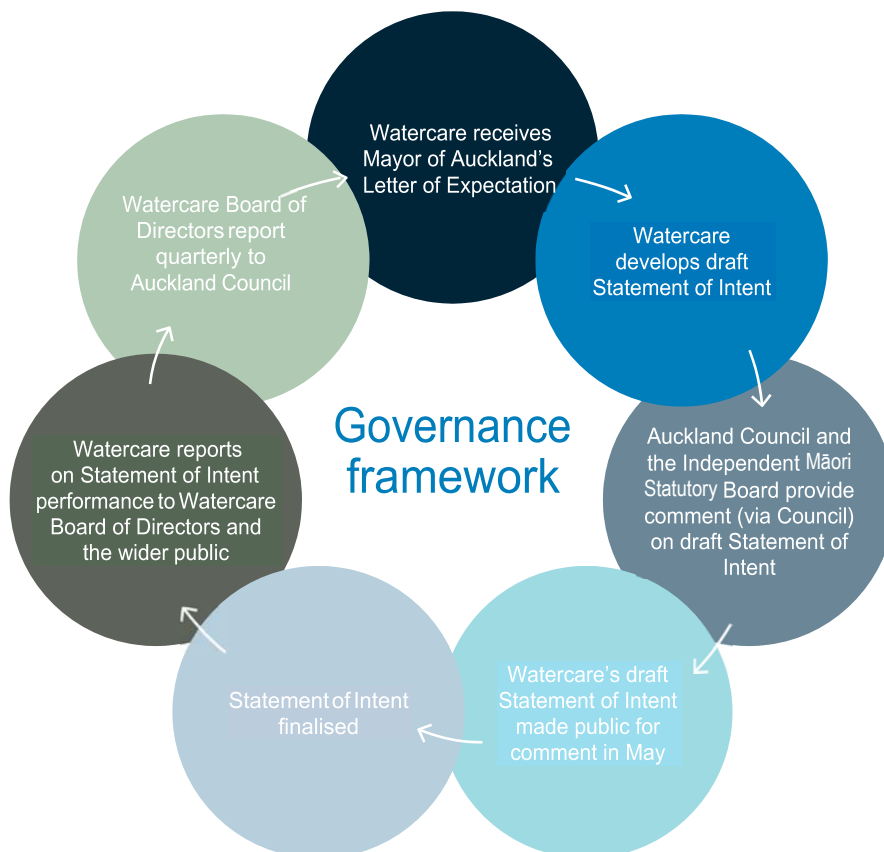 Watercare receives
Mayor of Auckland's
Letter of Expectation
Watercare
develops draft
Statement of Intent
Auckland Council and
the Independent Māori
Statutory Board provide
comment (via Council)
on draft Statement of
Intent
Watercare's draft
Statement of Intent
made public for
comment in May
Statement of Intent
finalised
Watercare reports
on Statement of Intent
performance to Watercare
Board of Directors and
the wider public
Watercare Board of
Directors report
quarterly to
Auckland Council
Governance
framework